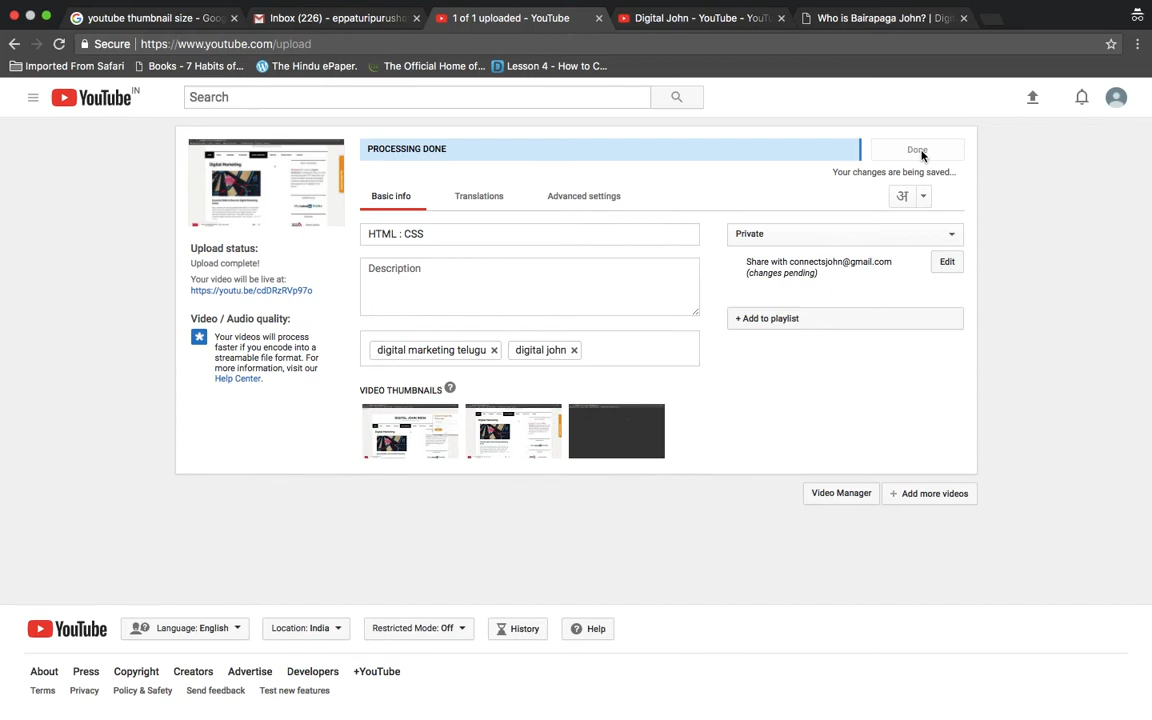 youtube thumbnail size - Goo
Inbox (226) - eppaturipurush
1 of 1 uploaded - YouTube
Digital John - YouTube - YouT
Who is Bairapaga John? | Dig
Secure
https://www.youtube.com/upload
Imported From Safari
Books - 7 Habits of...
The Hindu ePaper.
The Official Home of...
Lesson 4 - How to C...
YouTube IN
Search
PROCESSING DONE
Done
Your changes are being saved...
Basic info
Translations
Advanced settings
अ
Digital Marketing
HTML : CSS
Private
Upload status:
Upload complete!
Your video will be live at:
https://youtu.be/cdDRzRVp97o
Description
Share with connectsjohn@gmail.com
(changes pending)
Edit
Video / Audio quality:
Your videos will process
faster if you encode into a
streamable file format. For
more information, visit our
Help Center.
+ Add to playlist
digital marketing telugu
digital john
VIDEO THUMBNAILS ?
Video Manager
+ Add more videos
YouTube
Language: English
Location: India
Restricted Mode: Off
History
Help
About
Press
Copyright
Creators
Advertise
Developers
+YouTube
Terms
Privacy
Policy & Safety
Send feedback
Test new features